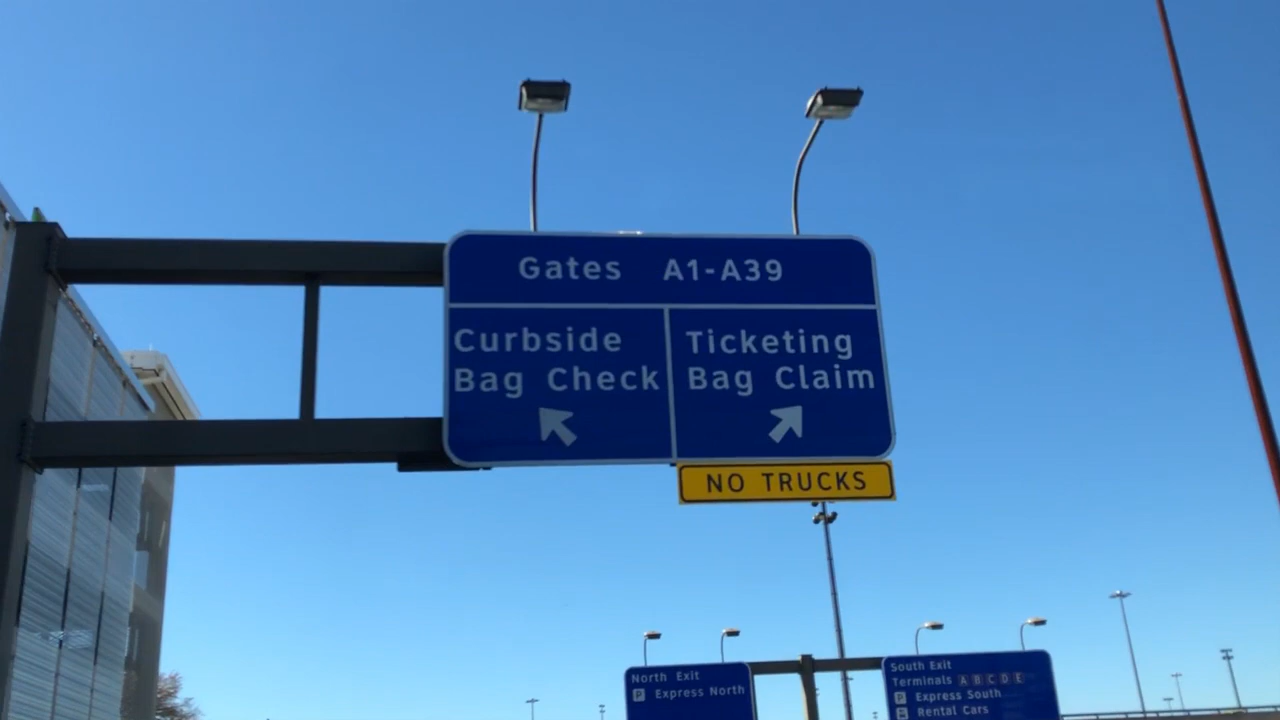 Gates A1-A39
Curbside
Bag Check
Ticketing
Bag Claim
NO TRUCKS
North Exit
P Express North
South Exit
Terminals A B C D E
P Express South
Rental Cars